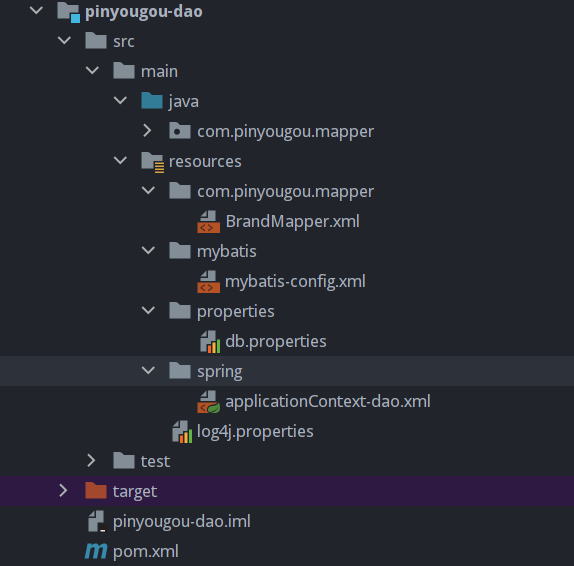 pinyougou-dao
src
main
java
com.pinyougou.mapper
resources
com.pinyougou.mapper
BrandMapper.xml
mybatis
mybatis-config.xml
properties
db.properties
spring
applicationContext-dao.xml
log4j.properties
test
target
pinyougou-dao.iml
pom.xml